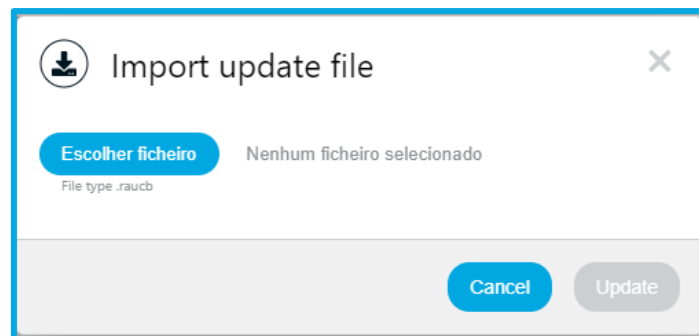 Import update file
Escolher ficheiro Nenhum ficheiro selecionado
File type .raucb
Cancel Update